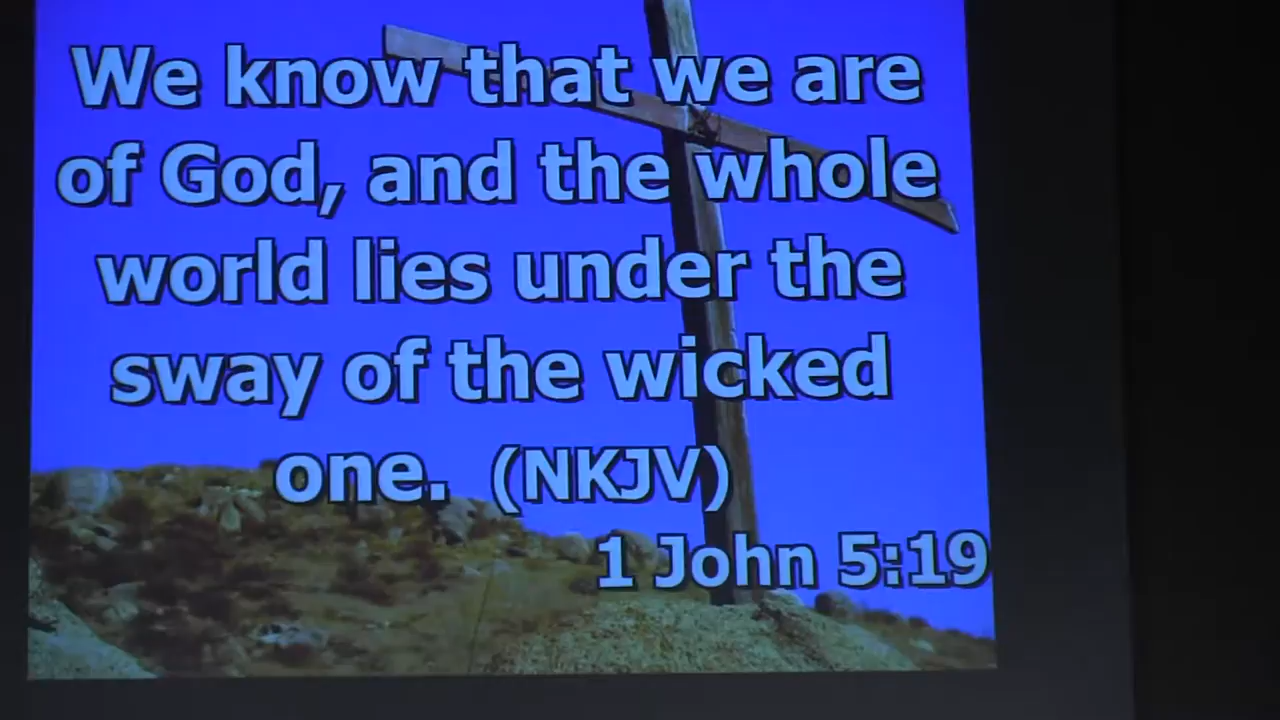 We know that we are
of God, and the whole
world lies under the
sway of the wicked
one. (NKJV)
1 John 5:19